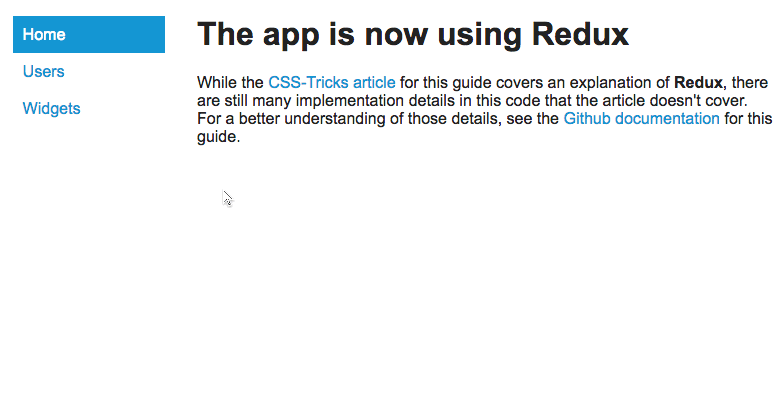 Home
Users
Widgets
The app is now using Redux
While the CSS-Tricks article for this guide covers an explanation of Redux, there
are still many implementation details in this code that the article doesn't cover.
For a better understanding of those details, see the Github documentation for this
guide.